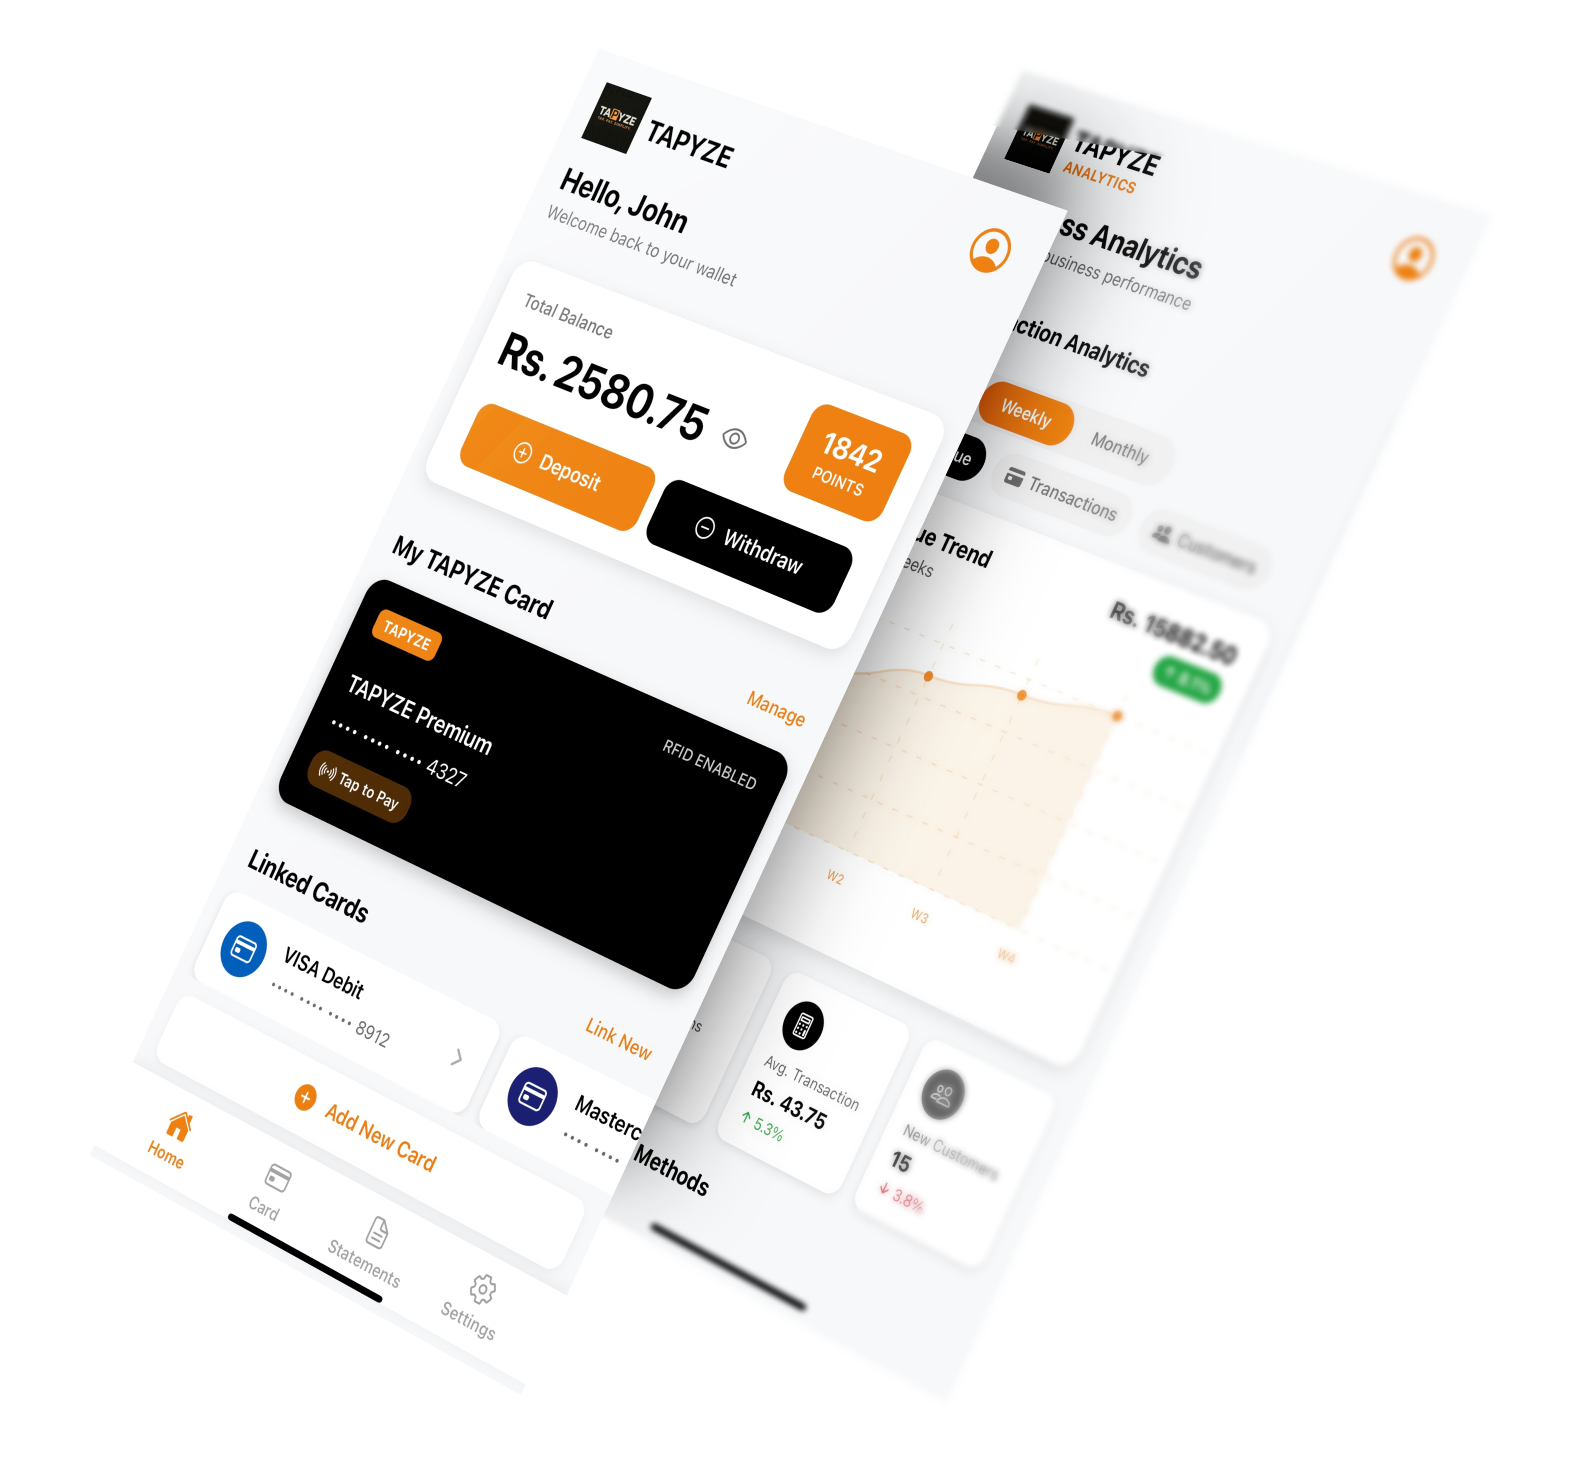 TAPYZE
TAPYZE
Hello, John
Welcome back to your wallet
Total Balance
Rs. 2580.75
1842
POINTS
Deposit
Withdraw
My TAPYZE Card
Manage
TAPYZE
TAPYZE Premium
RFID ENABLED
•••• •••• •••• 4327
Tap to Pay
Linked Cards
Link New
VISA Debit
•••• •••• •••• 8912
Masterc
•••• ••••
Add New Card
Home
Card
Statements
Settings
TAPYZE
TAPYZE
ANALYTICS
ss Analytics
business performance
ction Analytics
Weekly
Monthly
ue
Transactions
Customers
ue Trend
eeks
Rs. 15882.50
W2
W3
W4
ns
Avg. Transaction
Rs. 43.75
↑ 5.3%
New Customers
15
↓ 3.8%
Methods